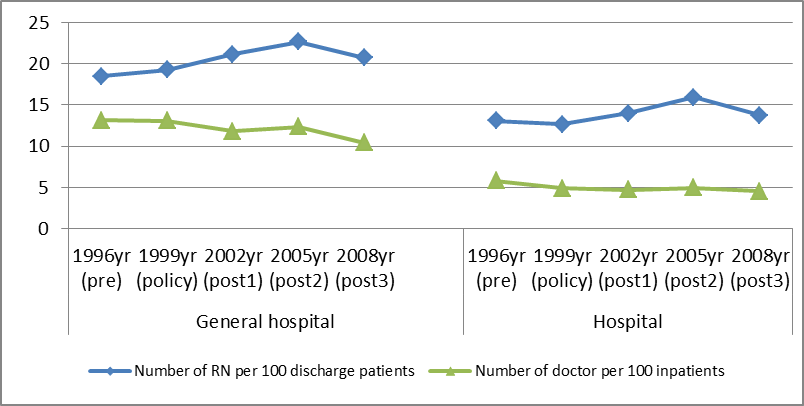 25
20
15
10
5
0
1996yr 1999yr 2002yr 2005yr 2008yr 1996yr 1999yr 2002yr 2005yr 2008yr
(pre) (policy) (post1) (post2) (post3) (pre) (policy) (post1) (post2) (post3)
General hospital Hospital
Number of RN per 100 discharge patients Number of doctor per 100 inpatients